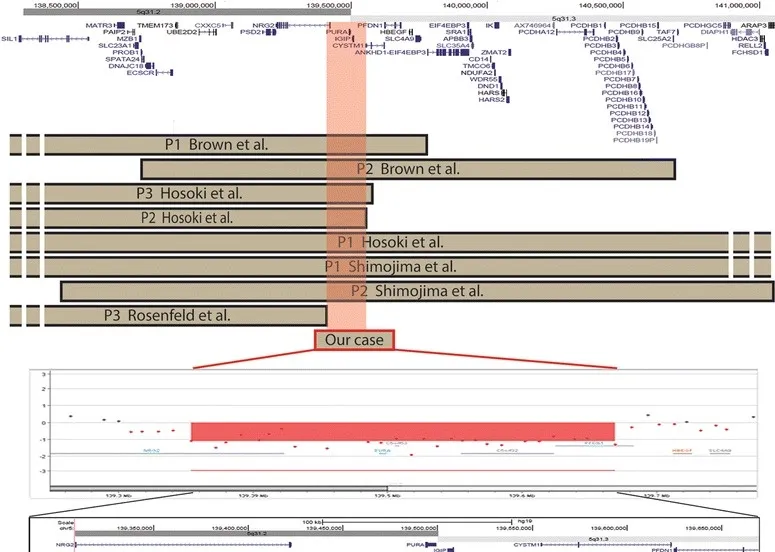 138,500,000 139,000,000 139,500,000 140,000,000 140,500,000 141,000,000
5q31.2 5q31.3
MATR3 TMEM173 CXXC5 NRG2 PFDN1 EIF4EBP3 IK AX746964 PCDHB1 PCDHB15 PCDHGC5 ARAP3
PAIP2 UBE2D2 PSD2 PURA HBEGF SRA1 PCDHA12 PCDHB9 TAF7 DIAPH1
SIL1 MZB1 IGIP SLC4A9 APBB3 PCDHB2 SLC25A2 HDAC3
SLC23A1 CYSTM1 SLC35A4 PCDHB3 PCDHGB8P RELL2
PROB1 ANKHD1-EIF4EBP3 ZMAT2 PCDHB4 FCHSD1
SPATA24 CD14 PCDHB5
DNAJC18 TMCO6 PCDHB6
ECSCR NDUFA2 PCDHB17
WDR55 PCDHB7
DND1 PCDHB8
HARS PCDHB16
HARS2 PCDHB10
PCDHB11
PCDHB12
PCDHB13
PCDHB14
PCDHB18
PCDHB19P
P1 Brown et al.
P2 Brown et al.
P3 Hosoki et al.
P2 Hosoki et al.
P1 Hosoki et al.
P1 Shimojima et al.
P2 Shimojima et al.
P3 Rosenfeld et al.
Our case
3
2
1
0
-1
-2
-3
NRG2 PURA HBEGF SLC4A9
139.3 Mb 139.39 Mb 139.5 Mb 139.6 Mb 139.7 Mb
Scale 100 kb hg19
chr5: 139,350,000 139,400,000 139,450,000 139,500,000 139,550,000 139,600,000 139,650,000
5q31.2 5q31.3
NRG2 PURA CYSTM1
IGIP PFDN1